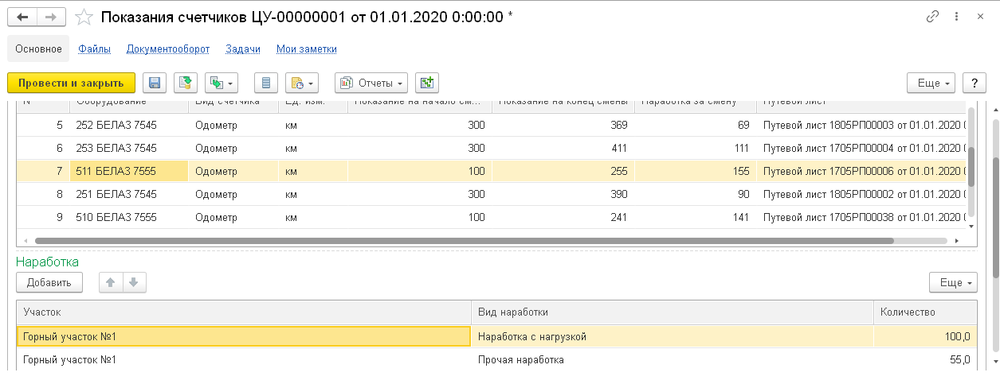 Показания счетчиков ЦУ-00000001 от 01.01.2020 0:00:00 *
Основное Файлы Документооборот Задачи Мои заметки
Провести и закрыть Отчеты Еще ?
N Оборудование Вид счетчика Ед. изм. Показание на начало см... Показание на конец смены Наработка за смену Путевой лист
5 252 БЕЛАЗ 7545 Одометр км 300 369 69 Путевой лист 1805РП00003 от 01.01.2020 0
6 253 БЕЛАЗ 7545 Одометр км 300 411 111 Путевой лист 1705РП00004 от 01.01.2020 0
7 511 БЕЛАЗ 7555 Одометр км 100 255 155 Путевой лист 1705РП00006 от 01.01.2020 0
8 251 БЕЛАЗ 7545 Одометр км 300 390 90 Путевой лист 1805РП00002 от 01.01.2020 0
9 510 БЕЛАЗ 7555 Одометр км 100 241 141 Путевой лист 1705РП00038 от 01.01.2020 0
Наработка
Добавить Еще
Участок Вид наработки Количество
Горный участок №1 Наработка с нагрузкой 100,0
Горный участок №1 Прочая наработка 55,0